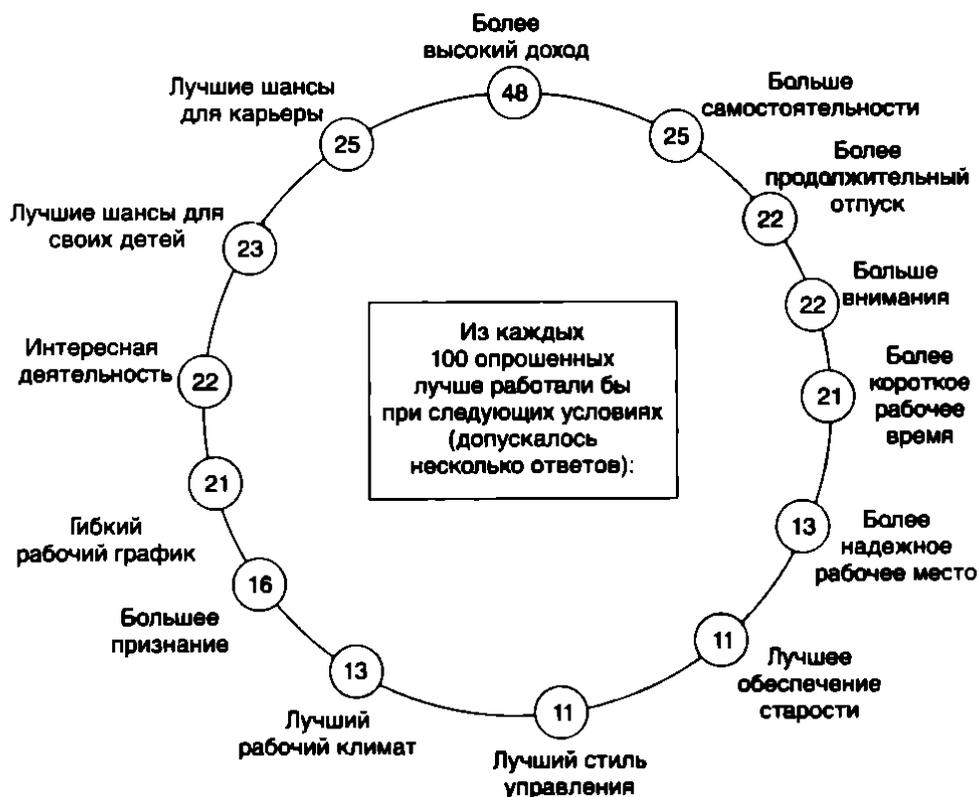 Более
высокий доход
48
Больше
самостоятельности
25
Более
продолжительный
отпуск
22
Больше
внимания
22
Более
короткое
рабочее
время
21
Более
надежное
рабочее место
13
Лучшее
обеспечение
старости
11
Лучший стиль
управления
11
Лучший
рабочий климат
13
Большее
признание
16
Гибкий
рабочий график
21
Интересная
деятельность
22
Лучшие шансы для
своих детей
23
Лучшие шансы
для карьеры
25
Из каждых
100 опрошенных
лучше работали бы
при следующих условиях
(допускалось
несколько ответов):